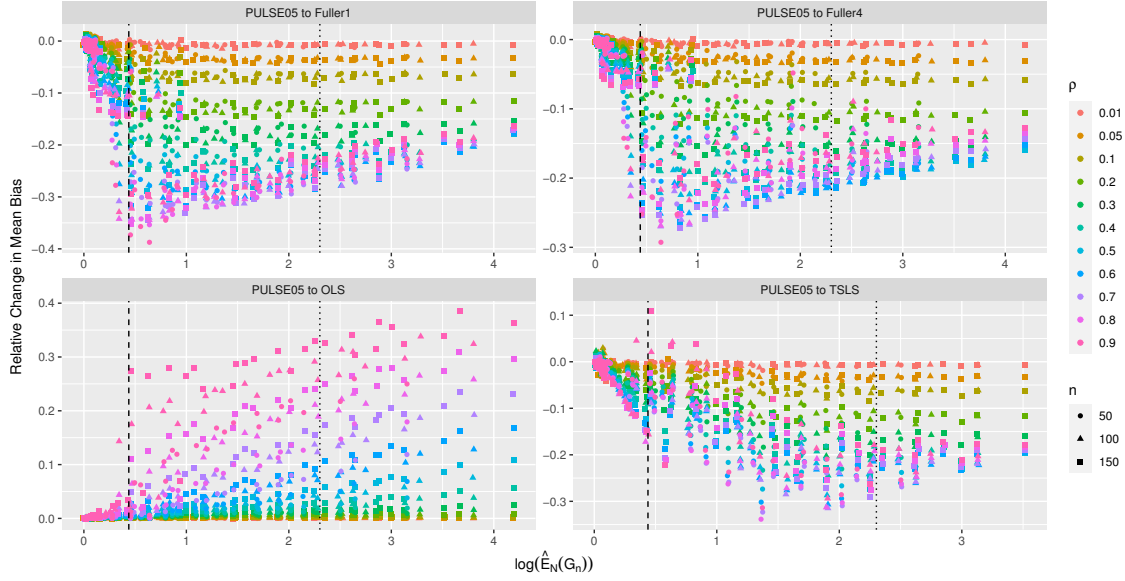 PULSE05 to Fuller1
PULSE05 to Fuller4
0.0
−0.1
−0.2
−0.3
−0.4
0 1 2 3 4
0.0
−0.1
−0.2
−0.3
0 1 2 3 4
PULSE05 to OLS
PULSE05 to TSLS
0.4
0.3
0.2
0.1
0.0
0 1 2 3 4
0.1
0.0
−0.1
−0.2
−0.3
0 1 2 3
Relative Change in Mean Bias
log(Ê_N(G_n))
ρ
0.01
0.05
0.1
0.2
0.3
0.4
0.5
0.6
0.7
0.8
0.9
n
50
100
150